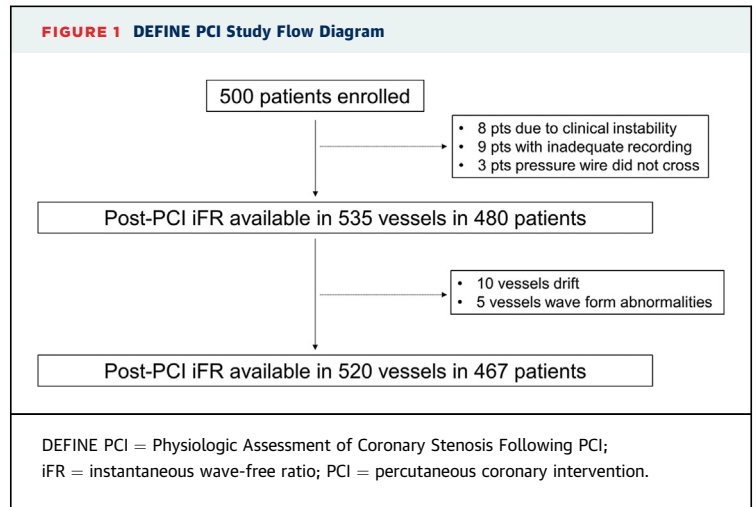 FIGURE 1 DEFINE PCI Study Flow Diagram
500 patients enrolled
• 8 pts due to clinical instability
• 9 pts with inadequate recording
• 3 pts pressure wire did not cross
Post-PCI iFR available in 535 vessels in 480 patients
• 10 vessels drift
• 5 vessels wave form abnormalities
Post-PCI iFR available in 520 vessels in 467 patients
DEFINE PCI = Physiologic Assessment of Coronary Stenosis Following PCI;
iFR = instantaneous wave-free ratio; PCI = percutaneous coronary intervention.